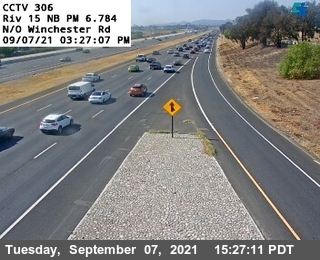 CCTV 306
Riv 15 NB PM 6.784
N/O Winchester Rd
09/07/21 03:27:07 PM
Tuesday, September 07, 2021 15:27:11 PDT